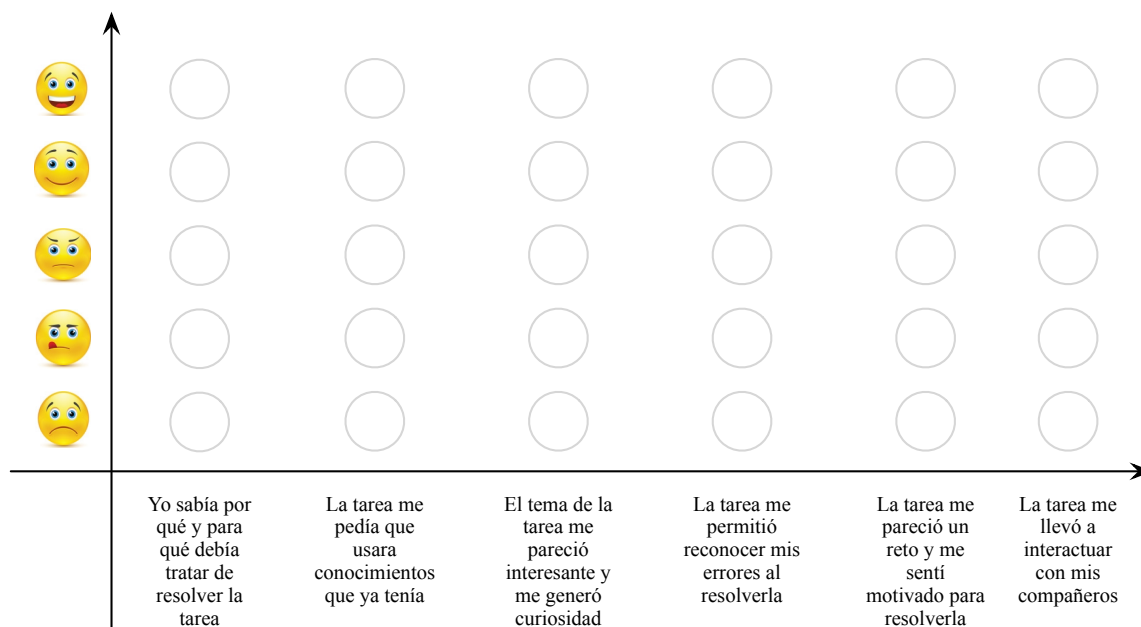 Yo sabía por
qué y para
qué debía
tratar de
resolver la
tarea
La tarea me
pedía que
usara
conocimientos
que ya tenía
El tema de la
tarea me
pareció
interesante y
me generó
curiosidad
La tarea me
permitió
reconocer mis
errores al
resolverla
La tarea me
pareció un
reto y me
sentí
motivado para
resolverla
La tarea me
llevó a
interactuar
con mis
compañeros